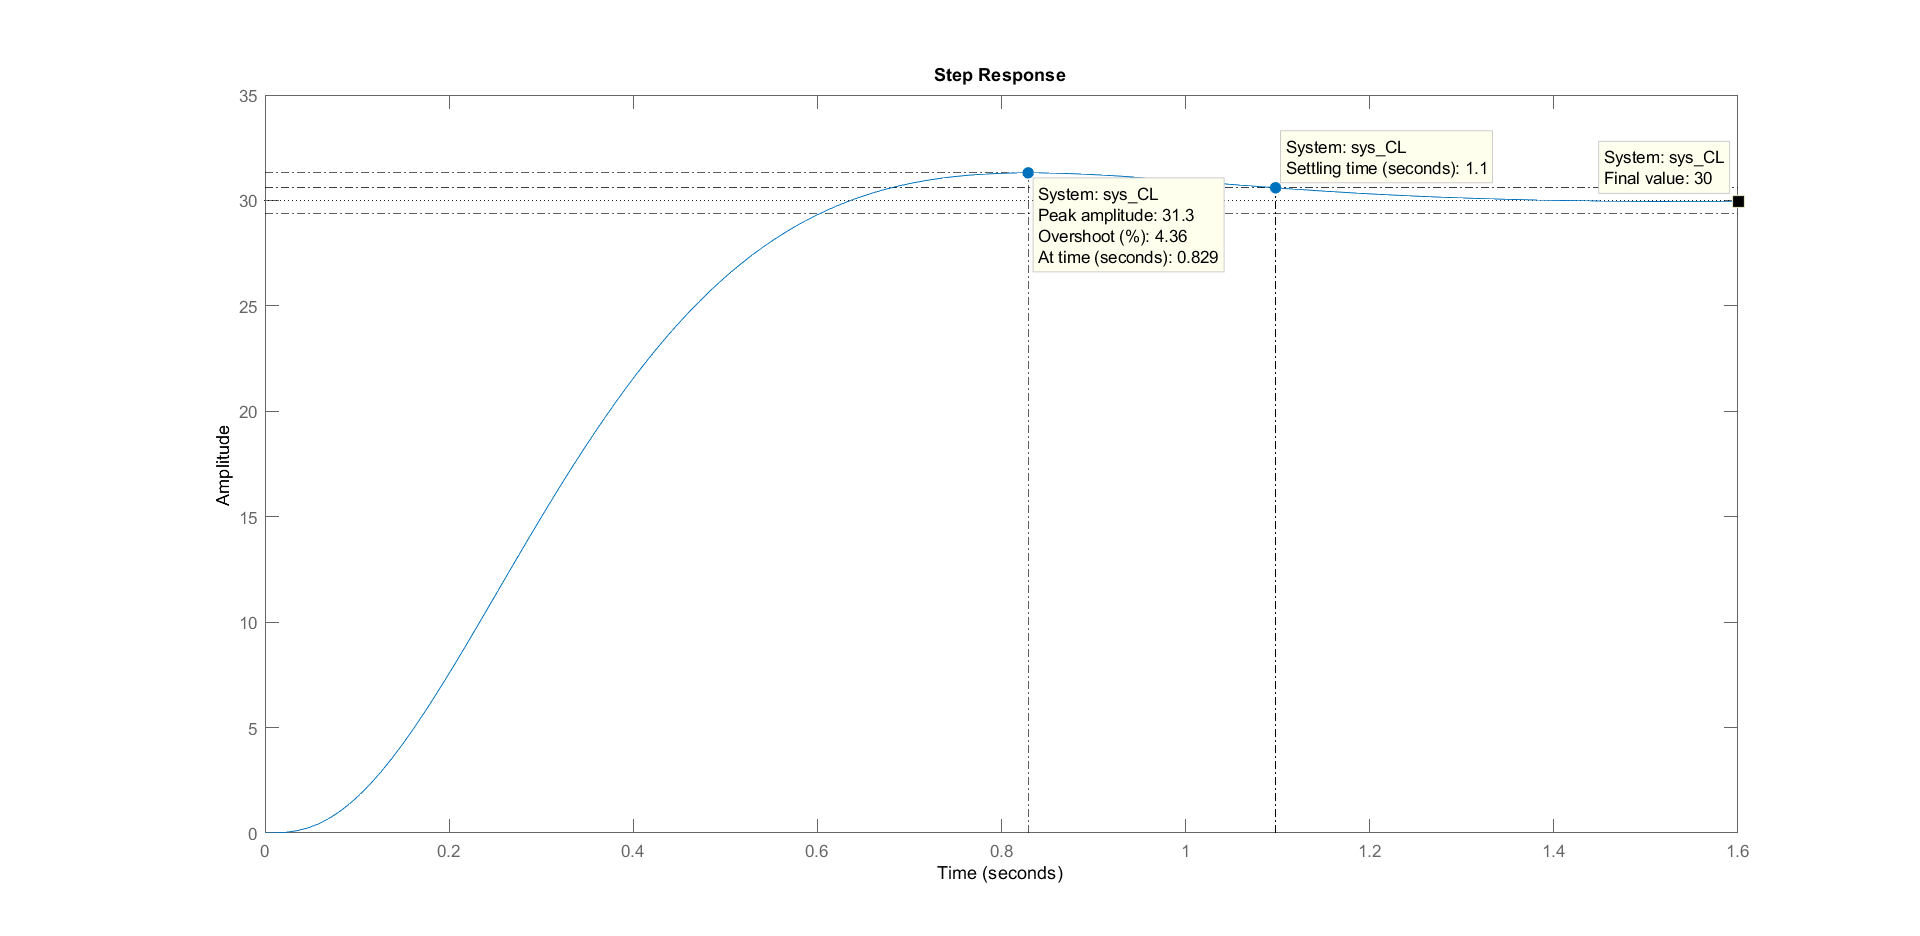 Step Response
35
30
25
20
15
10
5
0
Amplitude
System: sys_CL
Settling time (seconds): 1.1
System: sys_CL
Final value: 30
System: sys_CL
Peak amplitude: 31.3
Overshoot (%): 4.36
At time (seconds): 0.829
0 0.2 0.4 0.6 0.8 1 1.2 1.4 1.6
Time (seconds)